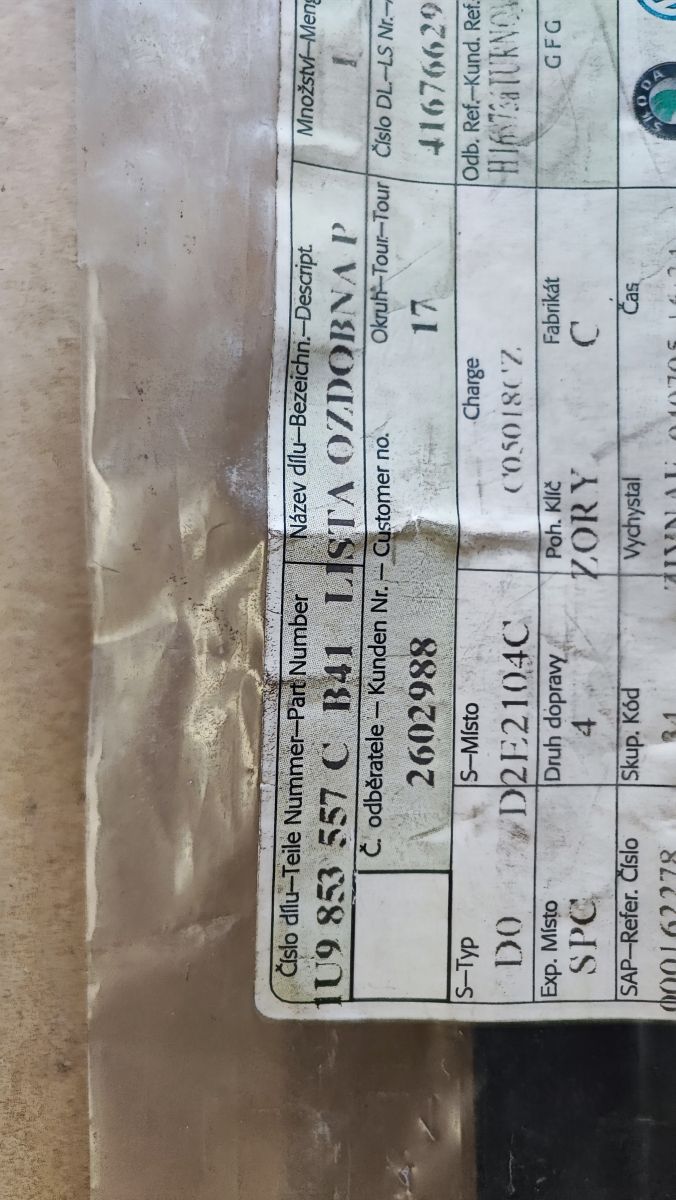 Číslo dílu—Teile Nummer—Part Number Název dílu—Bezeichn.—Descript. Množství—Meng
1U9 853 557 C B41 LISTA OZDOBNA P 1
Č. odběratele — Kunden Nr. — Customer no. Okruh—Tour—Tour Číslo DL.—LS Nr.—
2602988 17 41676629
S—Typ S—Místo Charge Odb. Ref.—Kund. Ref.
D0 D2E2104C C05018CZ
Exp. Místo Druh dopravy Poh. Klíč Fabrikát GFG
SPC 4 ZORY C
SAP—Refer. Číslo Skup. Kód Vychystal Čas
000162278 31
ŠKODA